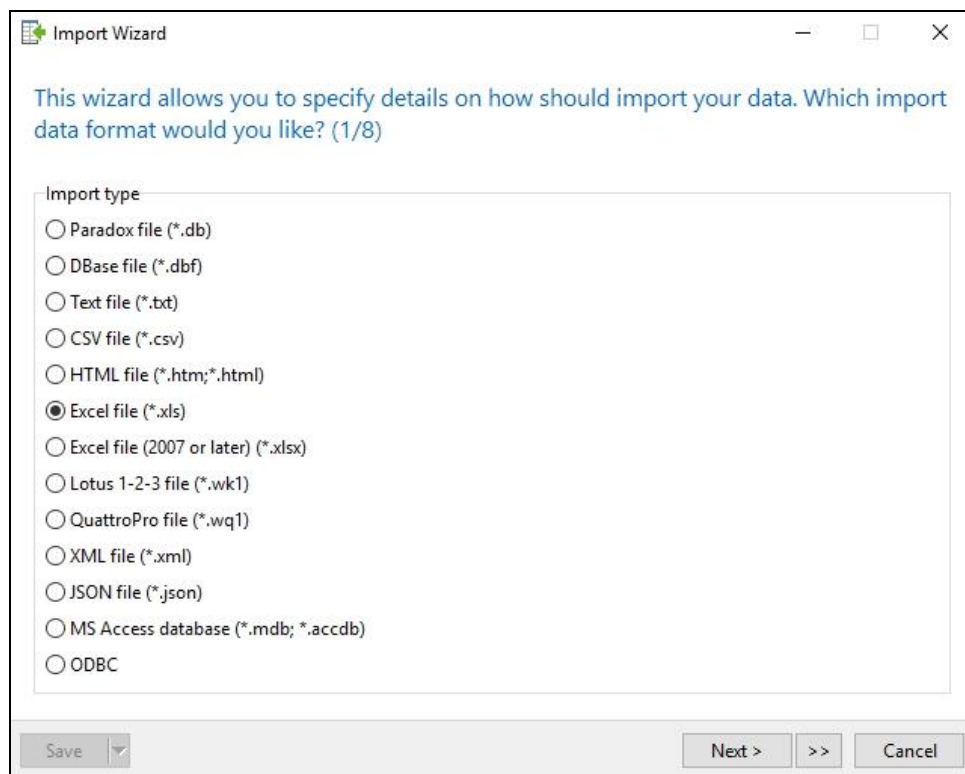 Import Wizard
This wizard allows you to specify details on how should import your data. Which import
data format would you like? (1/8)
Import type
Paradox file (*.db)
DBase file (*.dbf)
Text file (*.txt)
CSV file (*.csv)
HTML file (*.htm;*.html)
Excel file (*.xls)
Excel file (2007 or later) (*.xlsx)
Lotus 1-2-3 file (*.wk1)
QuattroPro file (*.wq1)
XML file (*.xml)
JSON file (*.json)
MS Access database (*.mdb; *.accdb)
ODBC
Save Next > >> Cancel